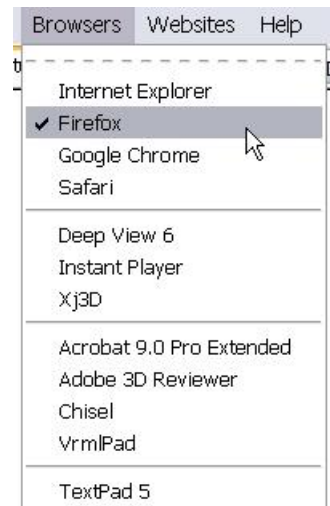 Browsers Websites Help
Internet Explorer
Firefox
Google Chrome
Safari
Deep View 6
Instant Player
Xj3D
Acrobat 9.0 Pro Extended
Adobe 3D Reviewer
Chisel
VrmlPad
TextPad 5